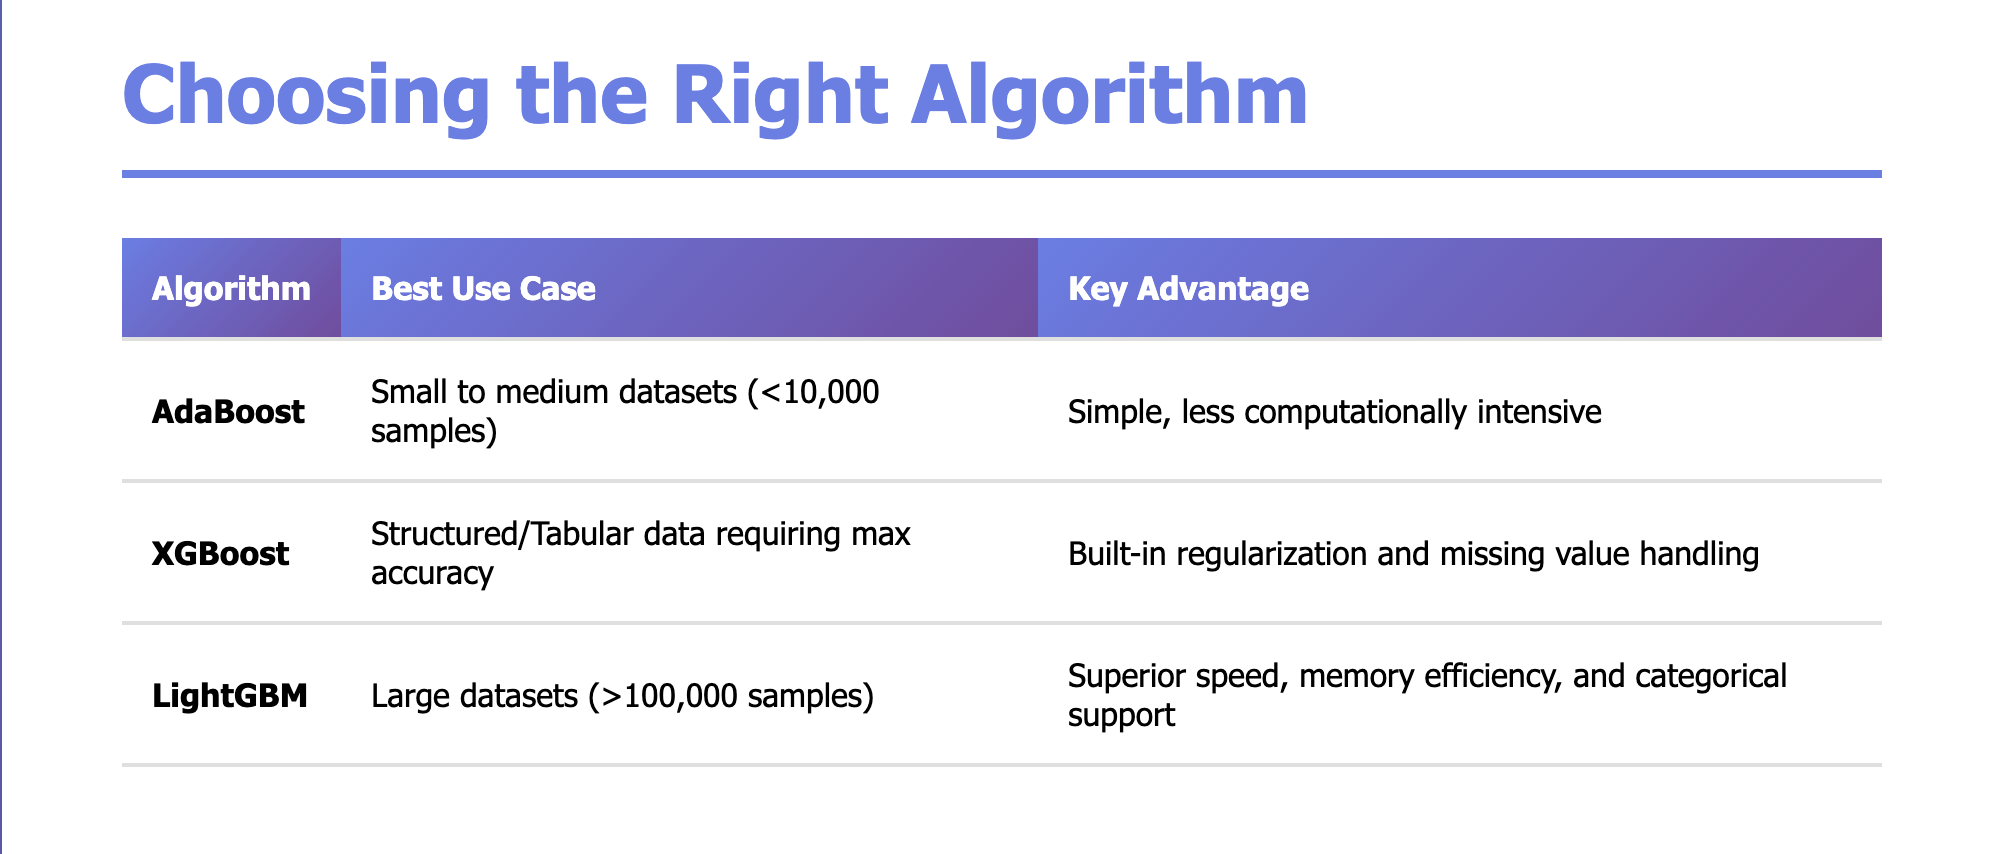 Choosing the Right Algorithm
Algorithm Best Use Case Key Advantage
AdaBoost
Small to medium datasets (<10,000
samples)
Simple, less computationally intensive
XGBoost
Structured/Tabular data requiring max
accuracy
Built-in regularization and missing value handling
LightGBM
Large datasets (>100,000 samples)
Superior speed, memory efficiency, and categorical
support